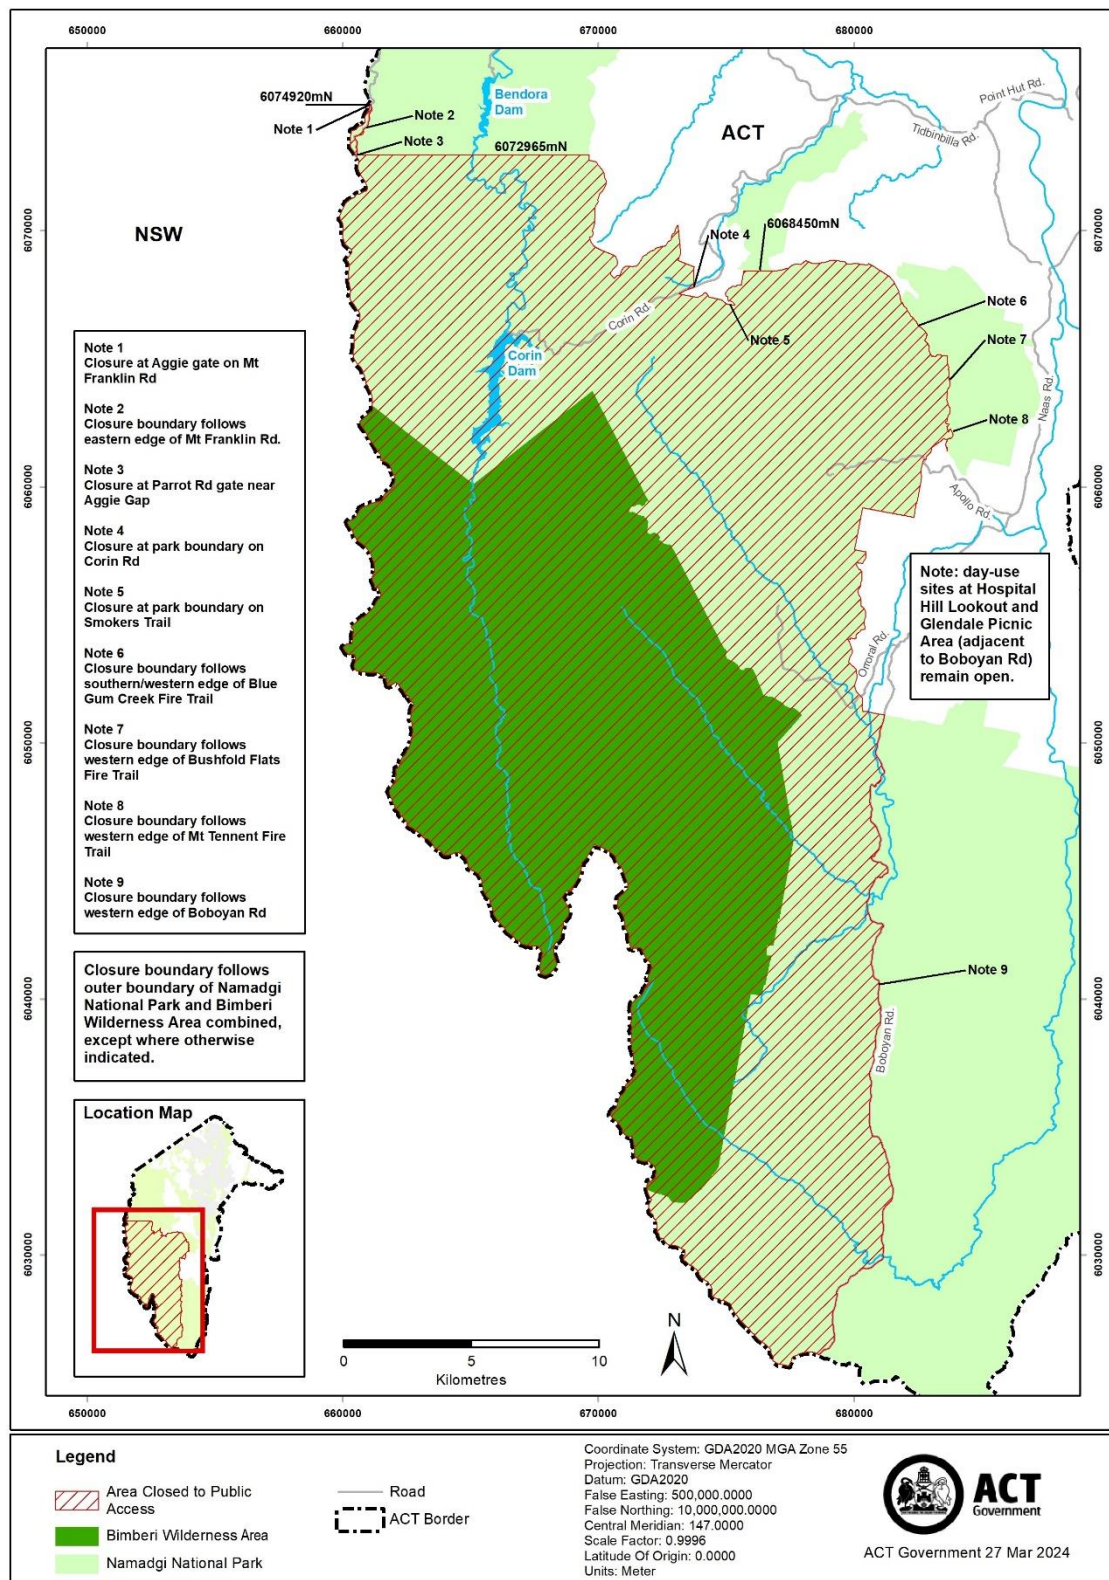 650000
660000
670000
680000
6074920mN
Note 1
Note 2
Note 3
Bendora
Dam
6072965mN
ACT
Point Hut Rd.
Tidbinbilla Rd.
6070000
6070000
NSW
Note 4
6068450mN
Note 5
Corin Rd.
Corin
Dam
Note 6
Note 7
Note 8
Naas Rd.
Apollo Rd.
6060000
6060000
Note 1
Closure at Aggie gate on Mt
Franklin Rd
Note 2
Closure boundary follows
eastern edge of Mt Franklin Rd.
Note 3
Closure at Parrot Rd gate near
Aggie Gap
Note 4
Closure at park boundary on
Corin Rd
Note 5
Closure at park boundary on
Smokers Trail
Note 6
Closure boundary follows
southern/western edge of Blue
Gum Creek Fire Trail
Note 7
Closure boundary follows
western edge of Bushfold Flats
Fire Trail
Note 8
Closure boundary follows
western edge of Mt Tennent Fire
Trail
Note 9
Closure boundary follows
western edge of Boboyan Rd
Note: day-use
sites at Hospital
Hill Lookout and
Glendale Picnic
Area (adjacent
to Boboyan Rd)
remain open.
Orroral Rd.
6050000
6050000
Closure boundary follows
outer boundary of Namadgi
National Park and Bimberi
Wilderness Area combined,
except where otherwise
indicated.
Note 9
Boboyan Rd.
6040000
6040000
Location Map
6030000
6030000
N
0
5
10
Kilometres
650000
660000
670000
680000
Legend
Area Closed to Public
Access
Bimberi Wilderness Area
Namadgi National Park
Road
ACT Border
Coordinate System: GDA2020 MGA Zone 55
Projection: Transverse Mercator
Datum: GDA2020
False Easting: 500,000.0000
False Northing: 10,000,000.0000
Central Meridian: 147.0000
Scale Factor: 0.9996
Latitude Of Origin: 0.0000
Units: Meter
ACT
Government
ACT Government 27 Mar 2024